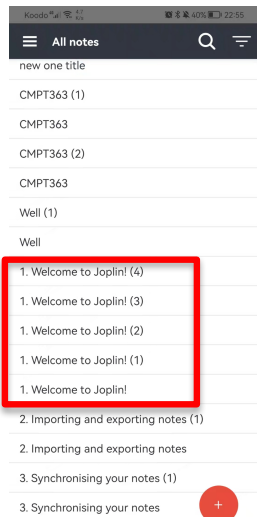 Koodo 4G 4.1 K/s 40% 22:55
All notes
new one title
CMPT363 (1)
CMPT363
CMPT363 (2)
CMPT363
Well (1)
Well
1. Welcome to Joplin! (4)
1. Welcome to Joplin! (3)
1. Welcome to Joplin! (2)
1. Welcome to Joplin! (1)
1. Welcome to Joplin!
2. Importing and exporting notes (1)
2. Importing and exporting notes
3. Synchronising your notes (1)
3. Synchronising your notes
+